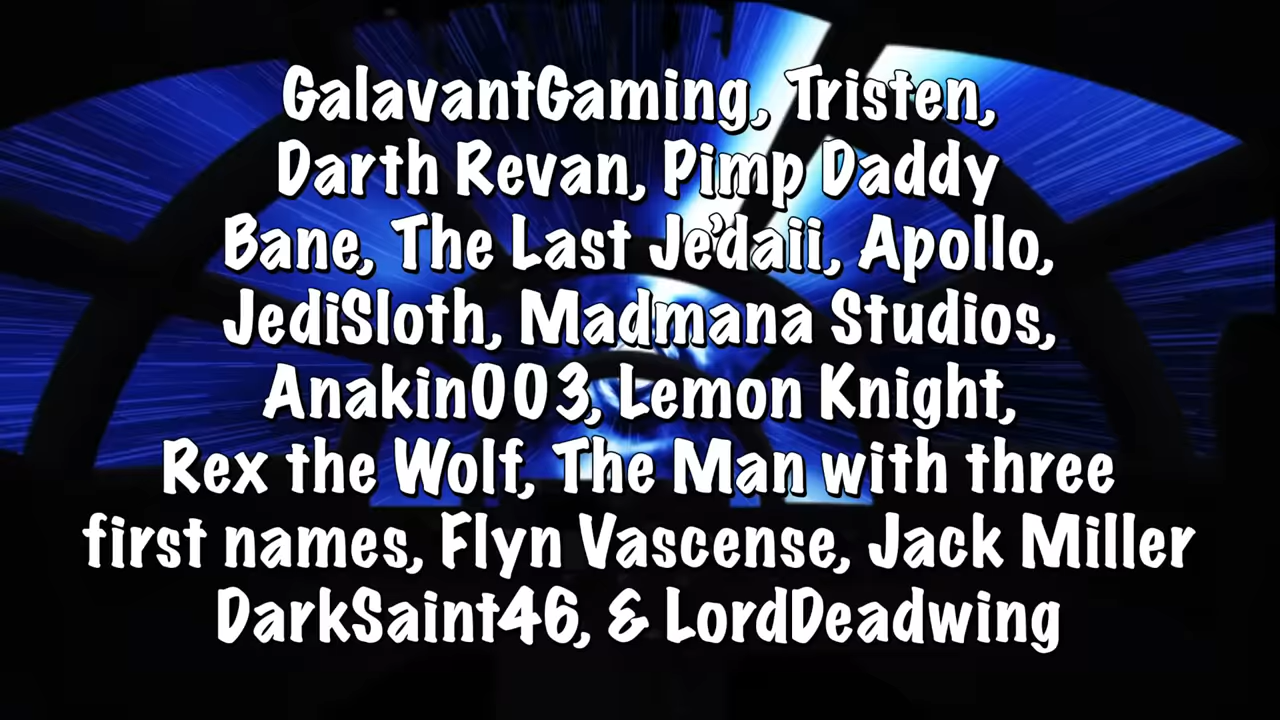 GalavantGaming, Tristen,
Darth Revan, Pimp Daddy
Bane, The Last Je'daii, Apollo,
JediSloth, Madmana Studios,
Anakin003, Lemon Knight,
Rex the Wolf, The Man with three
first names, Flyn Vascense, Jack Miller
DarkSaint46, & LordDeadwing